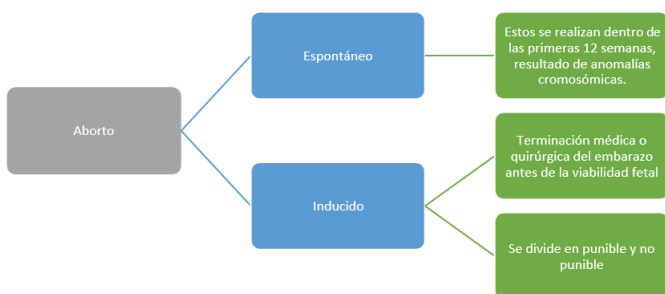 Aborto
Espontáneo
Estos se realizan dentro de
las primeras 12 semanas,
resultado de anomalías
cromosómicas.
Inducido
Terminación médica o
quirúrgica del embarazo
antes de la viabilidad fetal
Se divide en punible y no
punible